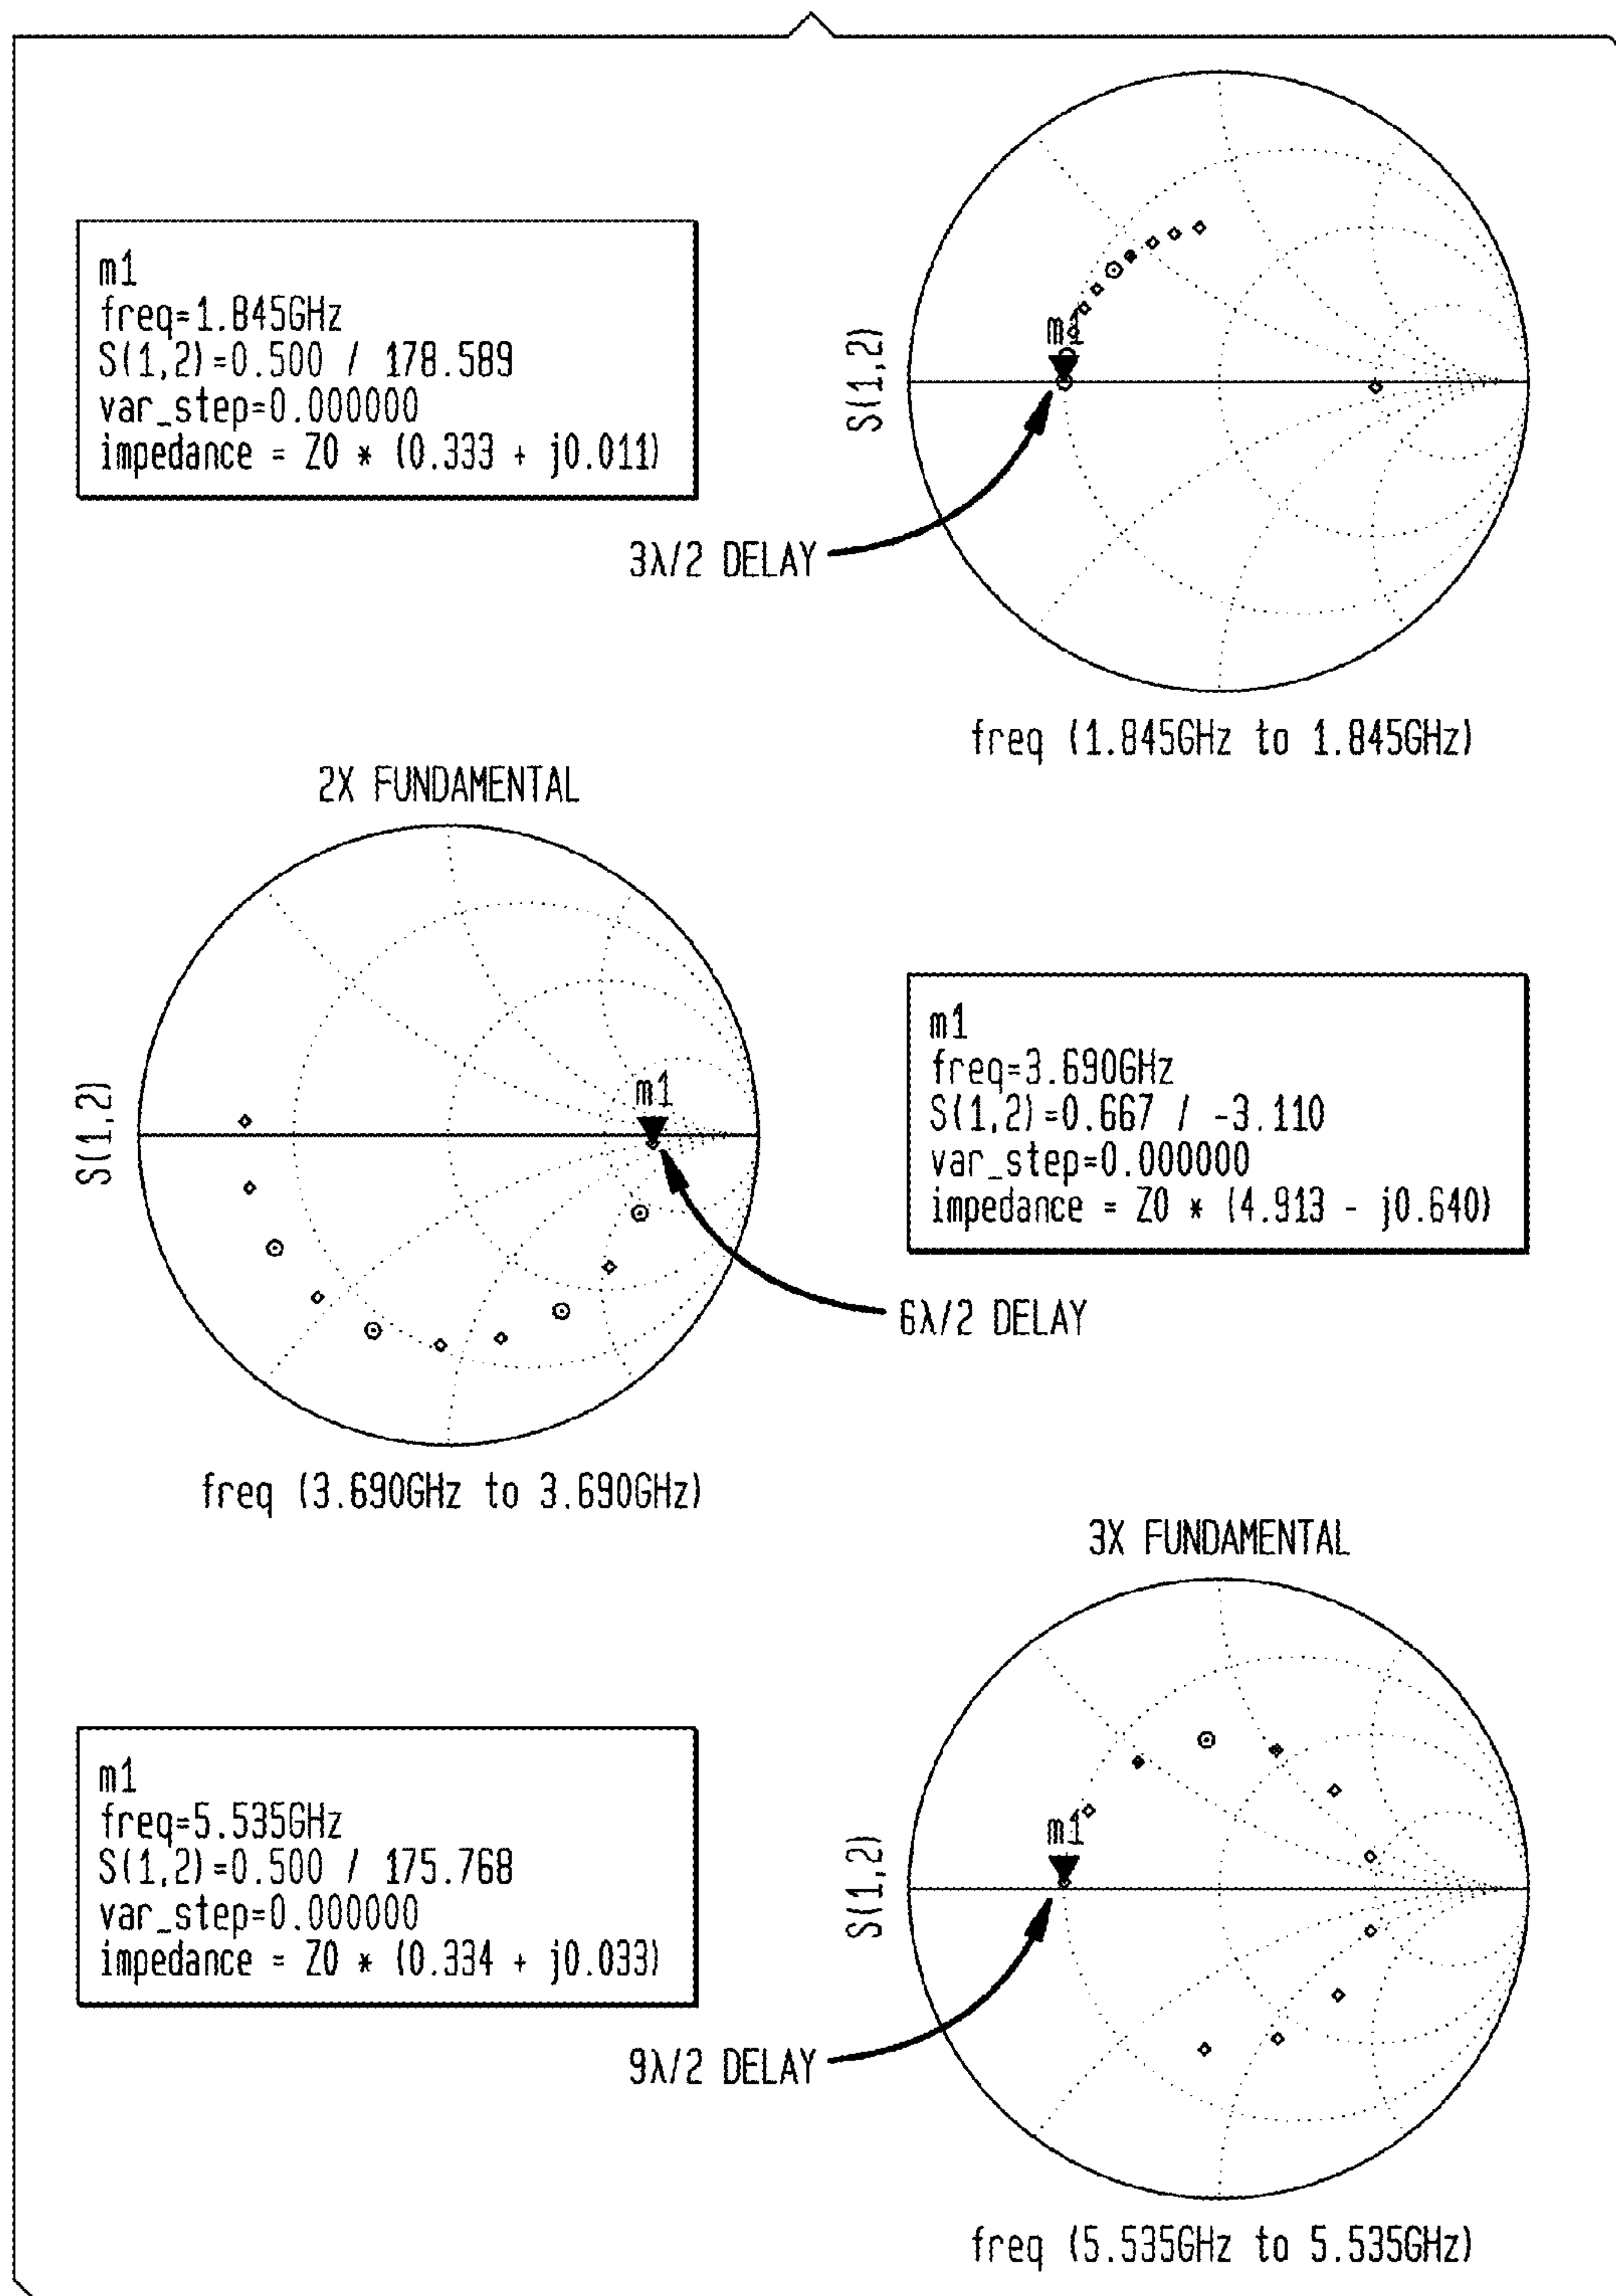 m1
freq=1.845GHz
S(1,2)=0.500 / 178.589
var_step=0.000000
impedance = Z0 * (0.333 + j0.011)
m1
S(1,2)
3λ/2 DELAY
freq (1.845GHz to 1.845GHz)
2X FUNDAMENTAL
m1
S(1,2)
m1
freq=3.690GHz
S(1,2)=0.667 / -3.110
var_step=0.000000
impedance = Z0 * (4.913 - j0.640)
6λ/2 DELAY
freq (3.690GHz to 3.690GHz)
3X FUNDAMENTAL
m1
freq=5.535GHz
S(1,2)=0.500 / 175.768
var_step=0.000000
impedance = Z0 * (0.334 + j0.033)
m1
S(1,2)
9λ/2 DELAY
freq (5.535GHz to 5.535GHz)